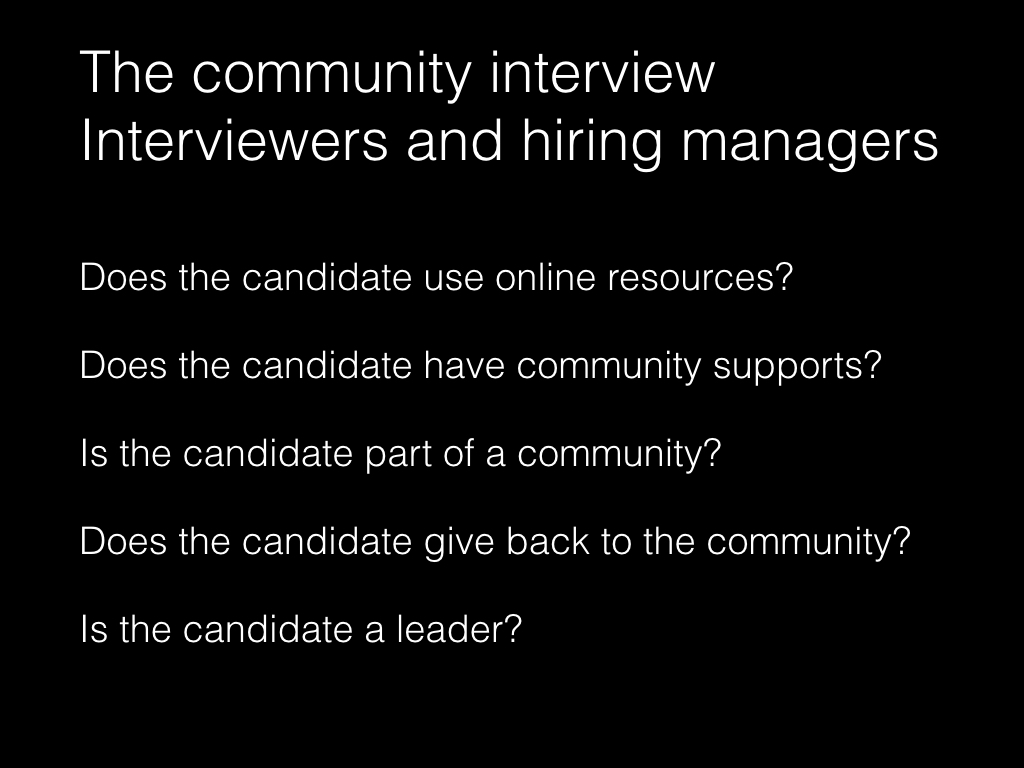 The community interview
Interviewers and hiring managers
Does the candidate use online resources?
Does the candidate have community supports?
Is the candidate part of a community?
Does the candidate give back to the community?
Is the candidate a leader?